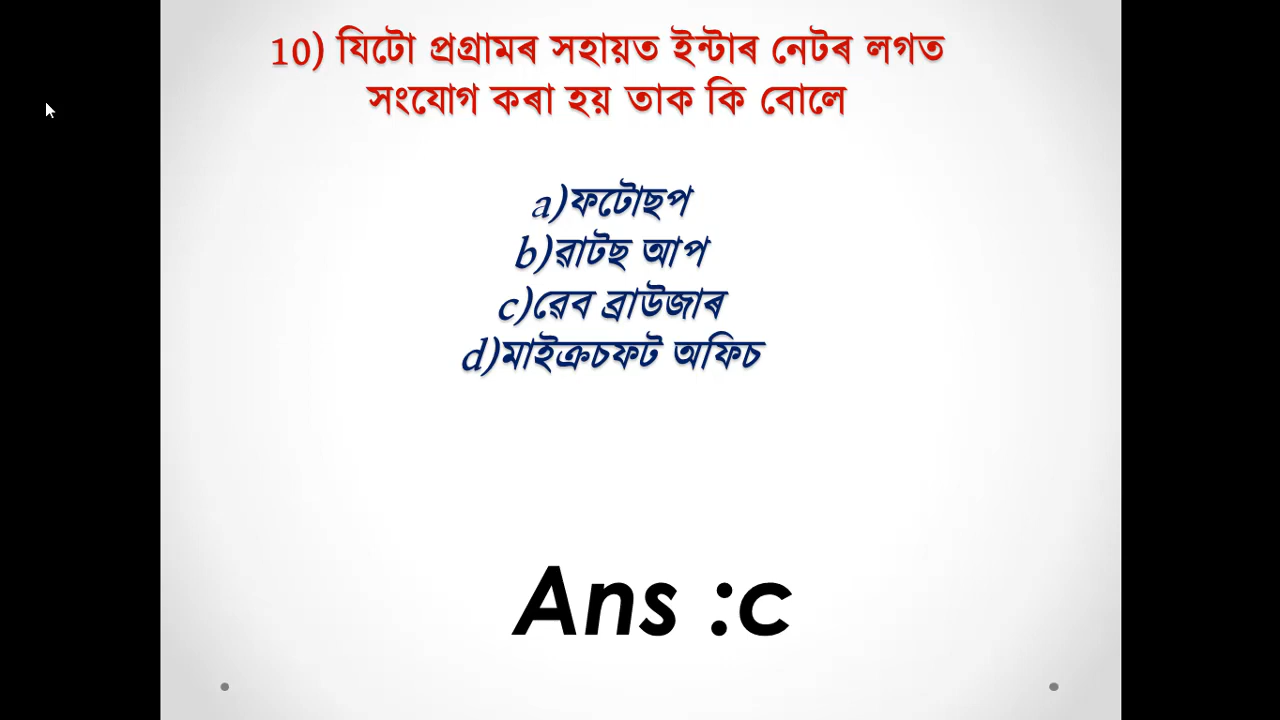 10) যিটো প্ৰগ্ৰামৰ সহায়ত ইন্টাৰ নেটৰ লগত
সংযোগ কৰা হয় তাক কি বোলে
a)ফটোছপ
b)ৱাটছ আপ
c)ৱেব ব্ৰাউজাৰ
d)মাইক্ৰচফট অফিচ
Ans :c